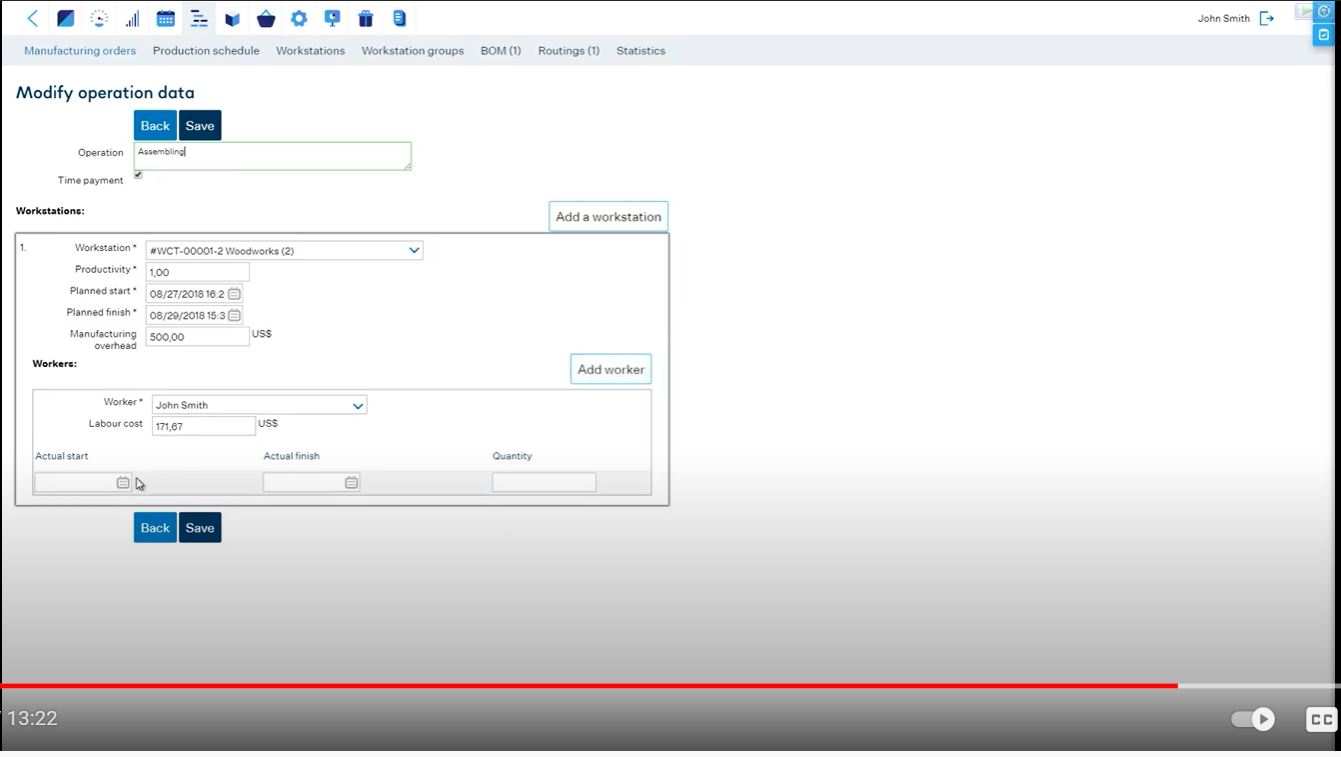 John Smith
Manufacturing orders Production schedule Workstations Workstation groups BOM (1) Routings (1) Statistics
Modify operation data
Back Save
Operation Assembling
Time payment
Workstations: Add a workstation
1. Workstation * #WCT-00001-2 Woodworks (2)
Productivity * 1,00
Planned start * 08/27/2018 16:2
Planned finish * 08/29/2018 15:3
Manufacturing overhead 500,00 US$
Workers: Add worker
Worker * John Smith
Labour cost 171,67 US$
Actual start Actual finish Quantity
Back Save
/ 13:22
CC